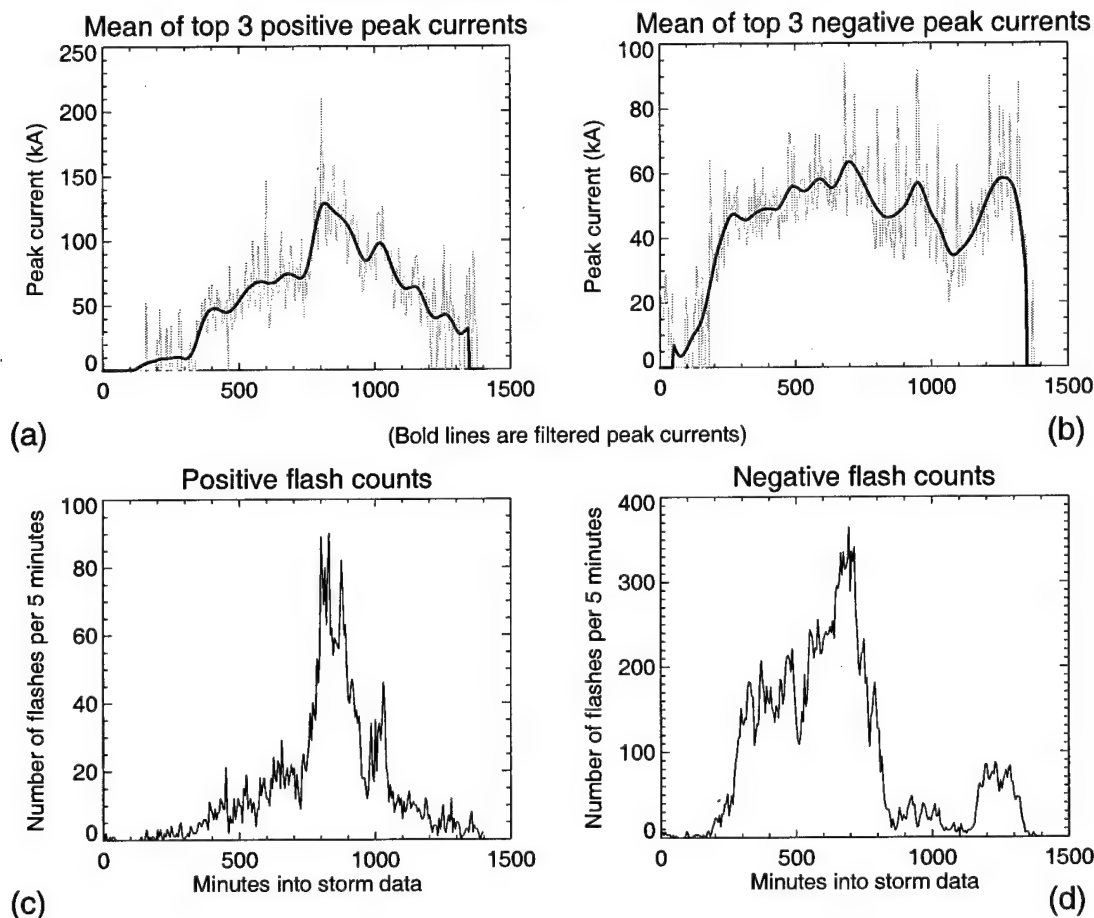 Mean of top 3 positive peak currents
Mean of top 3 negative peak currents
Peak current (kA)
250
200
150
100
50
0
0
500
1000
1500
Peak current (kA)
100
80
60
40
20
0
0
500
1000
1500
(a)
(Bold lines are filtered peak currents)
(b)
Positive flash counts
Negative flash counts
Number of flashes per 5 minutes
100
80
60
40
20
0
0
500
1000
1500
Minutes into storm data
Number of flashes per 5 minutes
400
300
200
100
0
0
500
1000
1500
Minutes into storm data
(c)
(d)